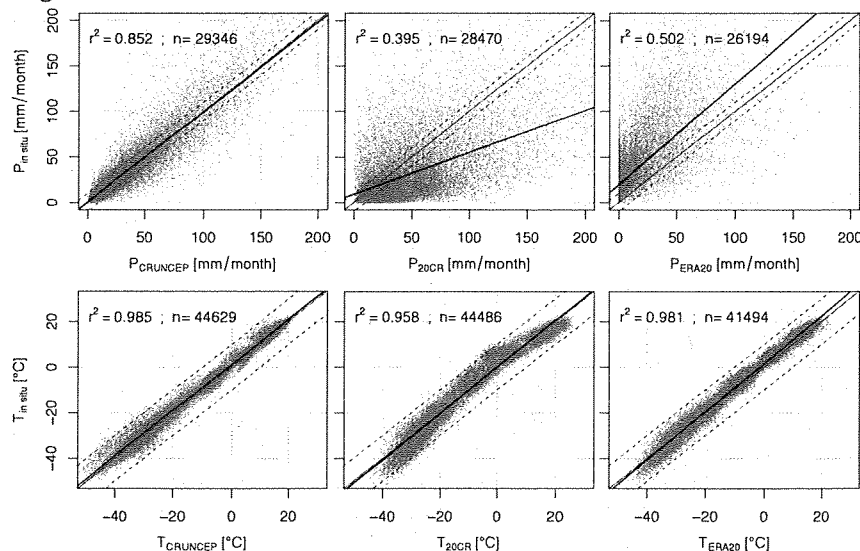 r² = 0.852 ; n= 29346
r² = 0.395 ; n= 28470
r² = 0.502 ; n= 26194
P in situ [mm/month]
0 50 100 150 200
0 50 100 150 200
0 50 100 150 200
0 50 100 150 200
P CRUNCEP [mm/month]
P 20CR [mm/month]
P ERA20 [mm/month]
r² = 0.985 ; n= 44629
r² = 0.958 ; n= 44486
r² = 0.981 ; n= 41494
T in situ [°C]
−40 −20 0 20
−40 −20 0 20
−40 −20 0 20
−40 −20 0 20
T CRUNCEP [°C]
T 20CR [°C]
T ERA20 [°C]